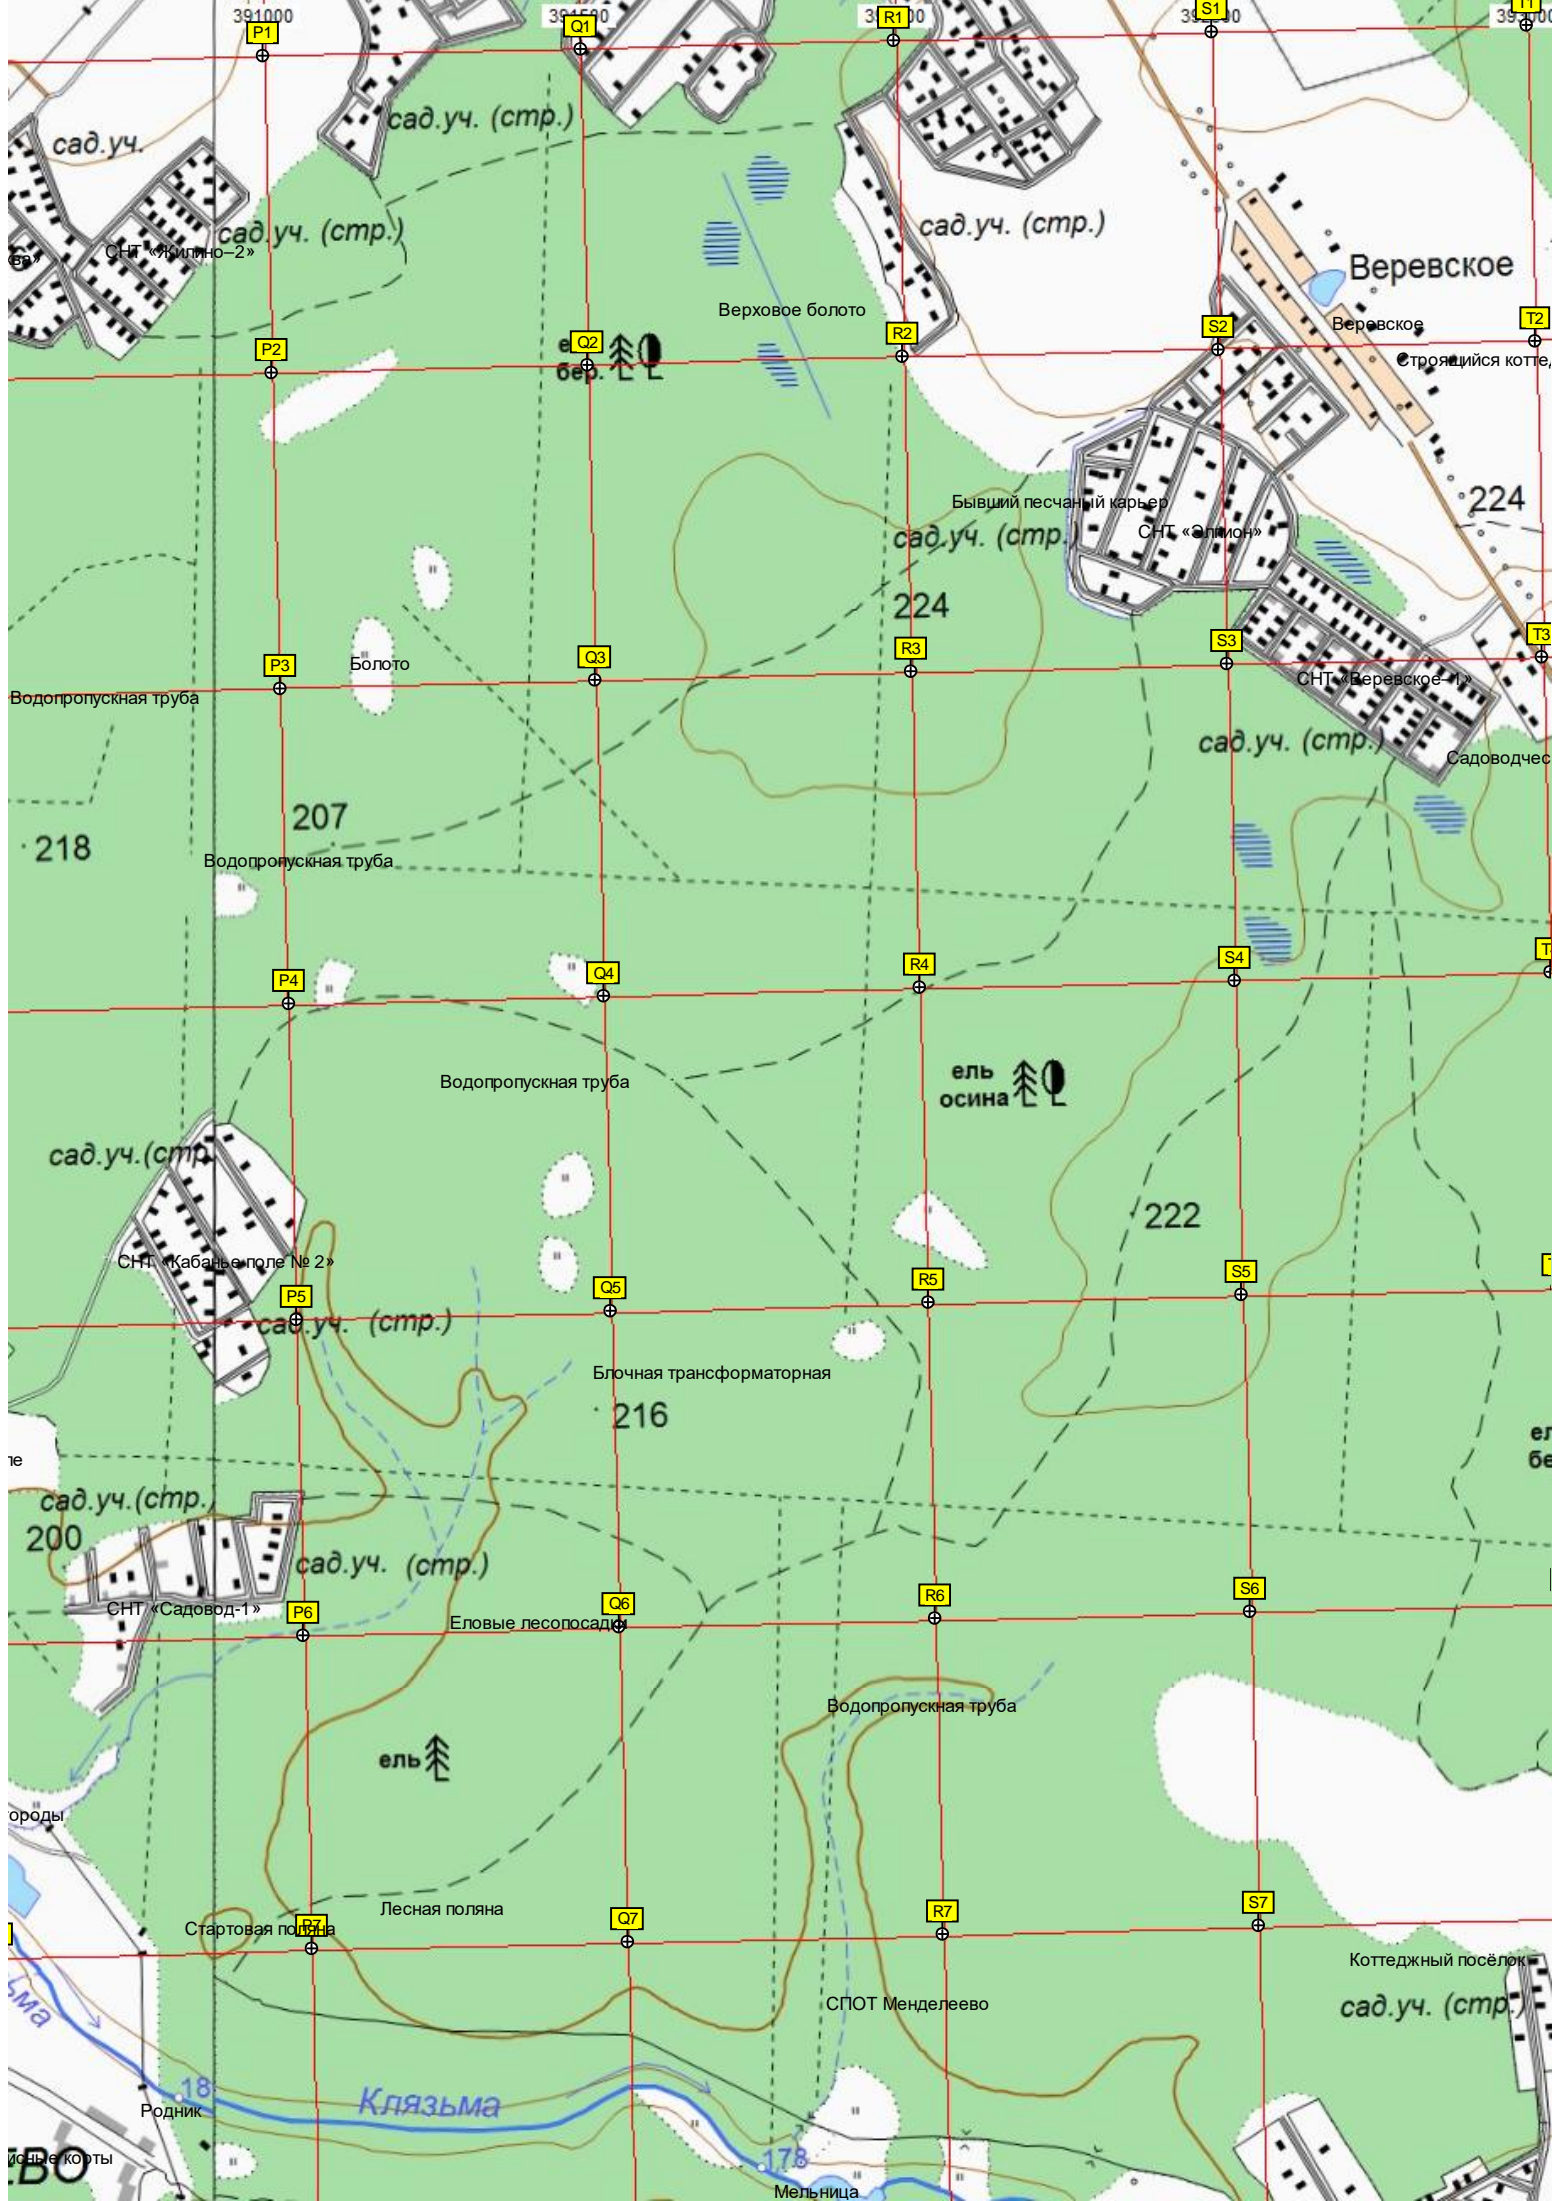 391000
P1
Q1
R1
S1
T1
сад.уч. (стр.)
сад.уч.
сад.уч. (стр.)
сад.уч. (стр.)
СНТ «Жилино–2»
Веревское
Верховое болото
Веревское
P2
Q2
R2
S2
T2
бер.
Бывший песчаный карьер
224
СНТ «Элпион»
сад.уч. (стр.)
224
P3
Q3
R3
S3
T3
Болото
Водопропускная труба
СНТ «Веревское–1»
сад.уч. (стр.)
207
218
Водопропускная труба
P4
Q4
R4
S4
Водопропускная труба
ель
осина
сад.уч.(стр.
222
СНТ «Кабанье поле № 2»
P5
Q5
R5
S5
сад.уч. (стр.)
Блочная трансформаторная
216
сад.уч.(стр.)
200
сад.уч. (стр.)
СНТ «Садовод-1»
P6
Q6
R6
S6
Еловые лесопосадки
Водопропускная труба
ель
Лесная поляна
Стартовая поляна
P7
Q7
R7
S7
Коттеджный посёлок
СПОТ Менделеево
сад.уч. (стр.)
Клязьма
Родник
178
Мельница